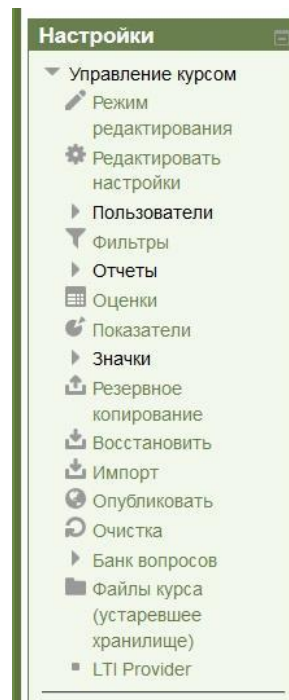 Настройки
Управление курсом
Режим
редактирования
Редактировать
настройки
Пользователи
Фильтры
Отчеты
Оценки
Показатели
Значки
Резервное
копирование
Восстановить
Импорт
Опубликовать
Очистка
Банк вопросов
Файлы курса
(устаревшее
хранилище)
LTI Provider